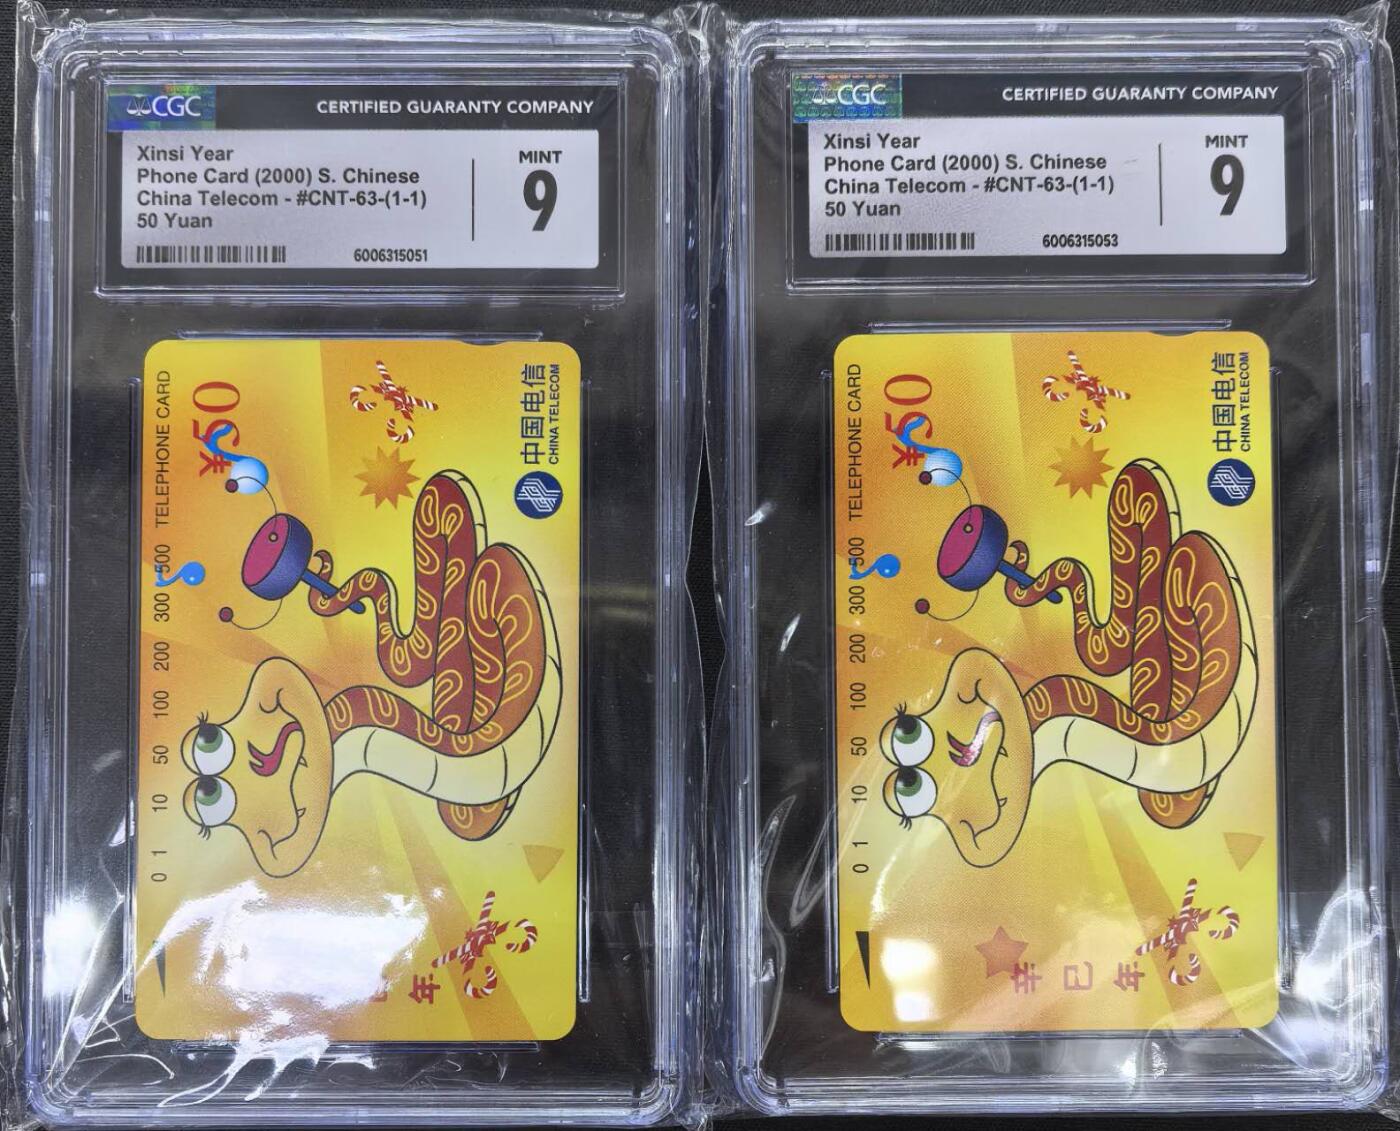 CGC
CERTIFIED GUARANTY COMPANY
Xinsi Year
Phone Card (2000) S. Chinese
China Telecom - #CNT-63-(1-1)
50 Yuan
6006315051
MINT
9
0 1 10 50 100 200 300 500 TELEPHONE CARD
¥50
中国电信
CHINA TELECOM
年
CGC
CERTIFIED GUARANTY COMPANY
Xinsi Year
Phone Card (2000) S. Chinese
China Telecom - #CNT-63-(1-1)
50 Yuan
6006315053
MINT
9
0 1 10 50 100 200 300 500 TELEPHONE CARD
¥50
中国电信
CHINA TELECOM
辛巳年